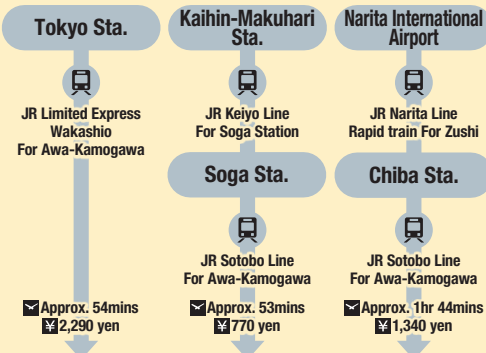 Tokyo Sta.
JR Limited Express
Wakashio
For Awa-Kamogawa
Approx. 54mins
¥2,290 yen
Kaihin-Makuhari
Sta.
JR Keiyo Line
For Soga Station
Soga Sta.
JR Sotobo Line
For Awa-Kamogawa
Approx. 53mins
¥770 yen
Narita International
Airport
JR Narita Line
Rapid train For Zushi
Chiba Sta.
JR Sotobo Line
For Awa-Kamogawa
Approx. 1hr 44mins
¥1,340 yen